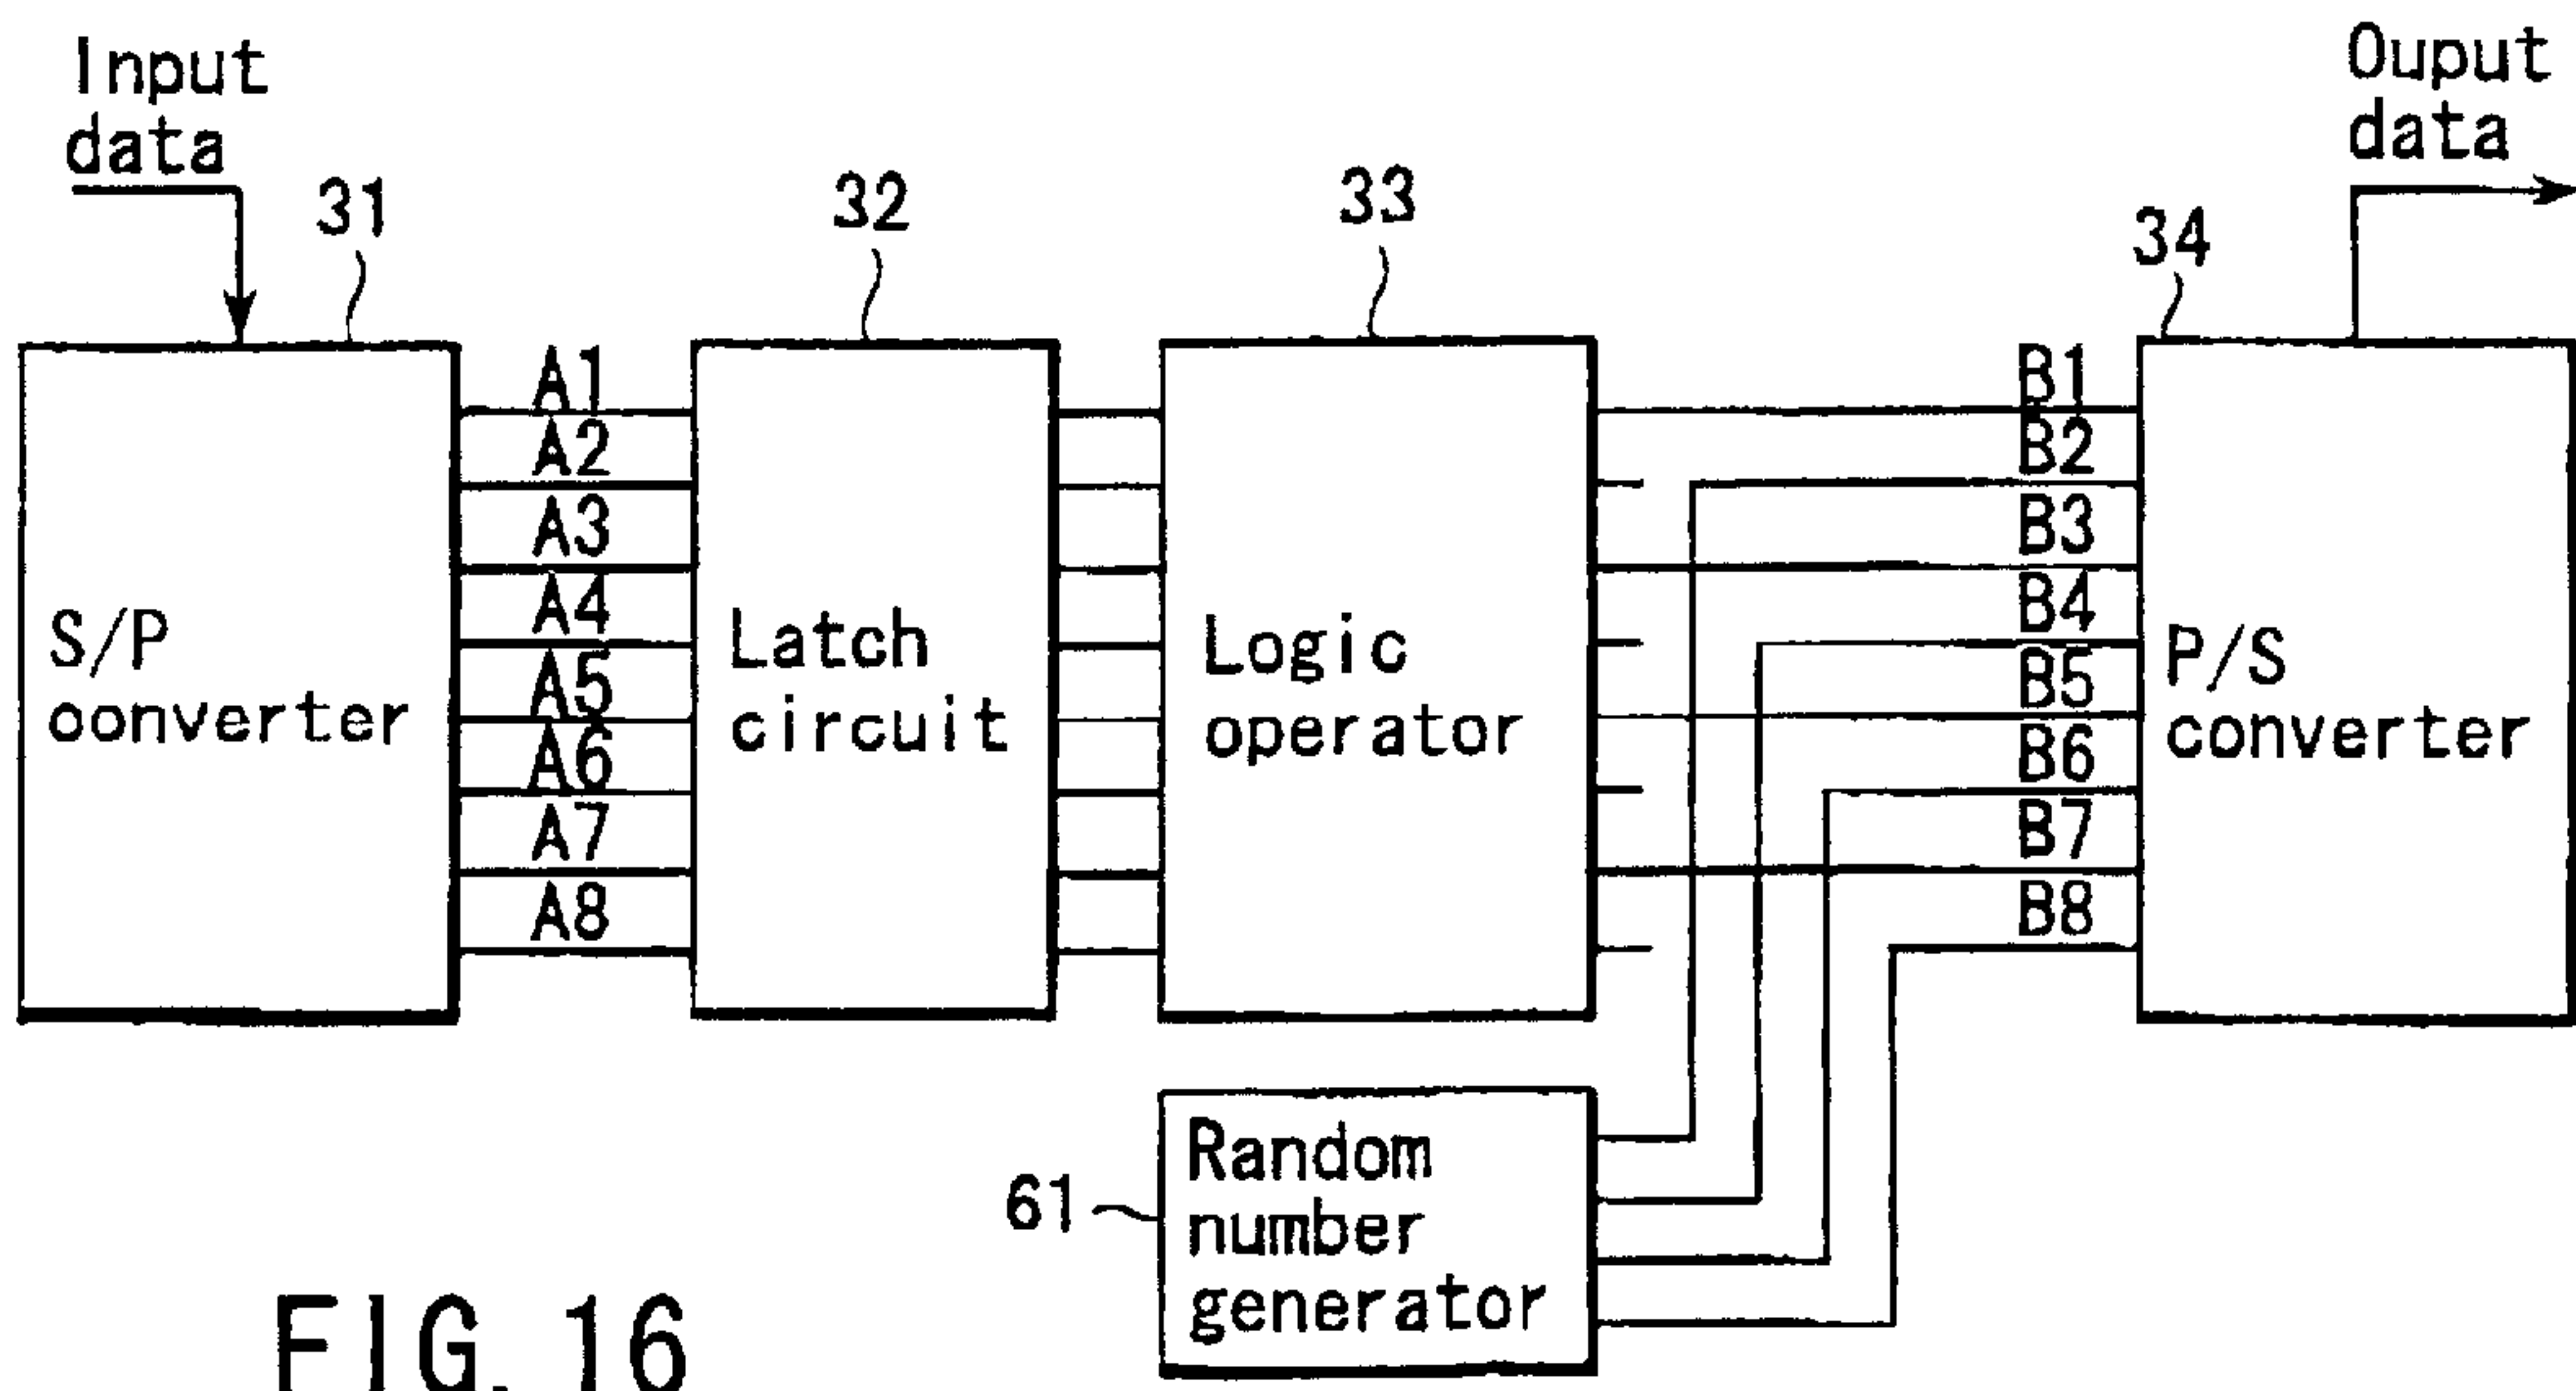 Input
data
Ouput
data
31
32
33
34
A1
A2
A3
A4
A5
A6
A7
A8
B1
B2
B3
B4
B5
B6
B7
B8
S/P
converter
Latch
circuit
Logic
operator
P/S
converter
61
Random
number
generator
FIG. 16